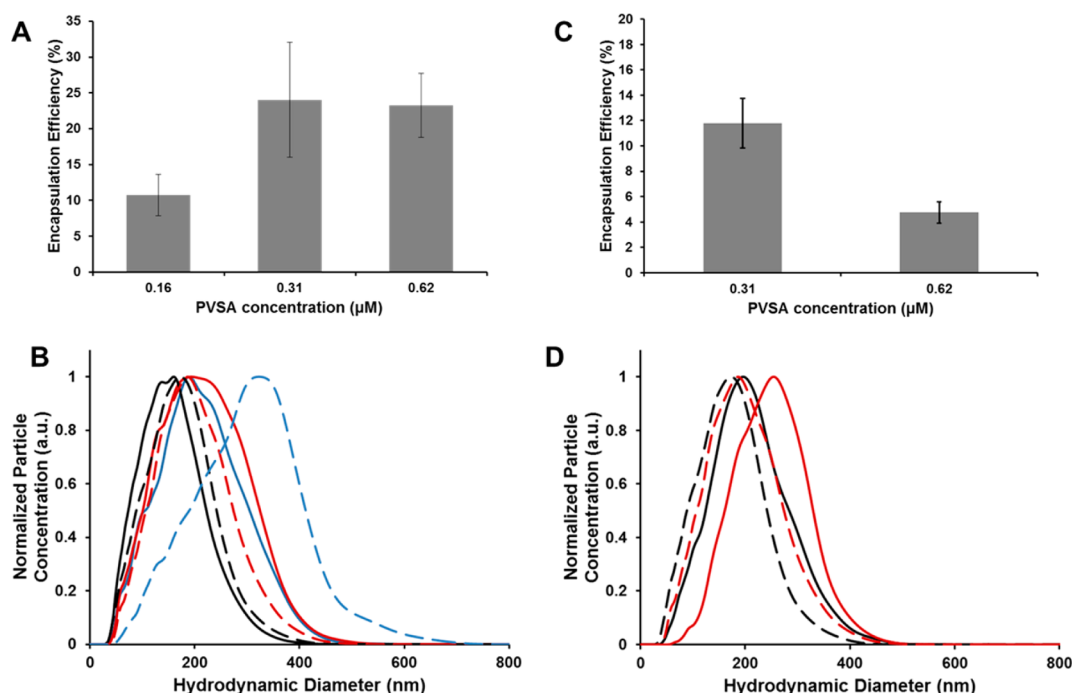 A
Encapsulation Efficiency (%)
35
30
25
20
15
10
5
0
0.16 0.31 0.62
PVSA concentration (µM)
C
Encapsulation Efficiency (%)
20
18
16
14
12
10
8
6
4
2
0
0.31 0.62
PVSA concentration (µM)
B
Normalized Particle
Concentration (a.u.)
1
0.8
0.6
0.4
0.2
0
0 200 400 600 800
Hydrodynamic Diameter (nm)
D
Normalized Particle
Concentration (a.u.)
1
0.8
0.6
0.4
0.2
0
0 200 400 600 800
Hydrodynamic Diameter (nm)